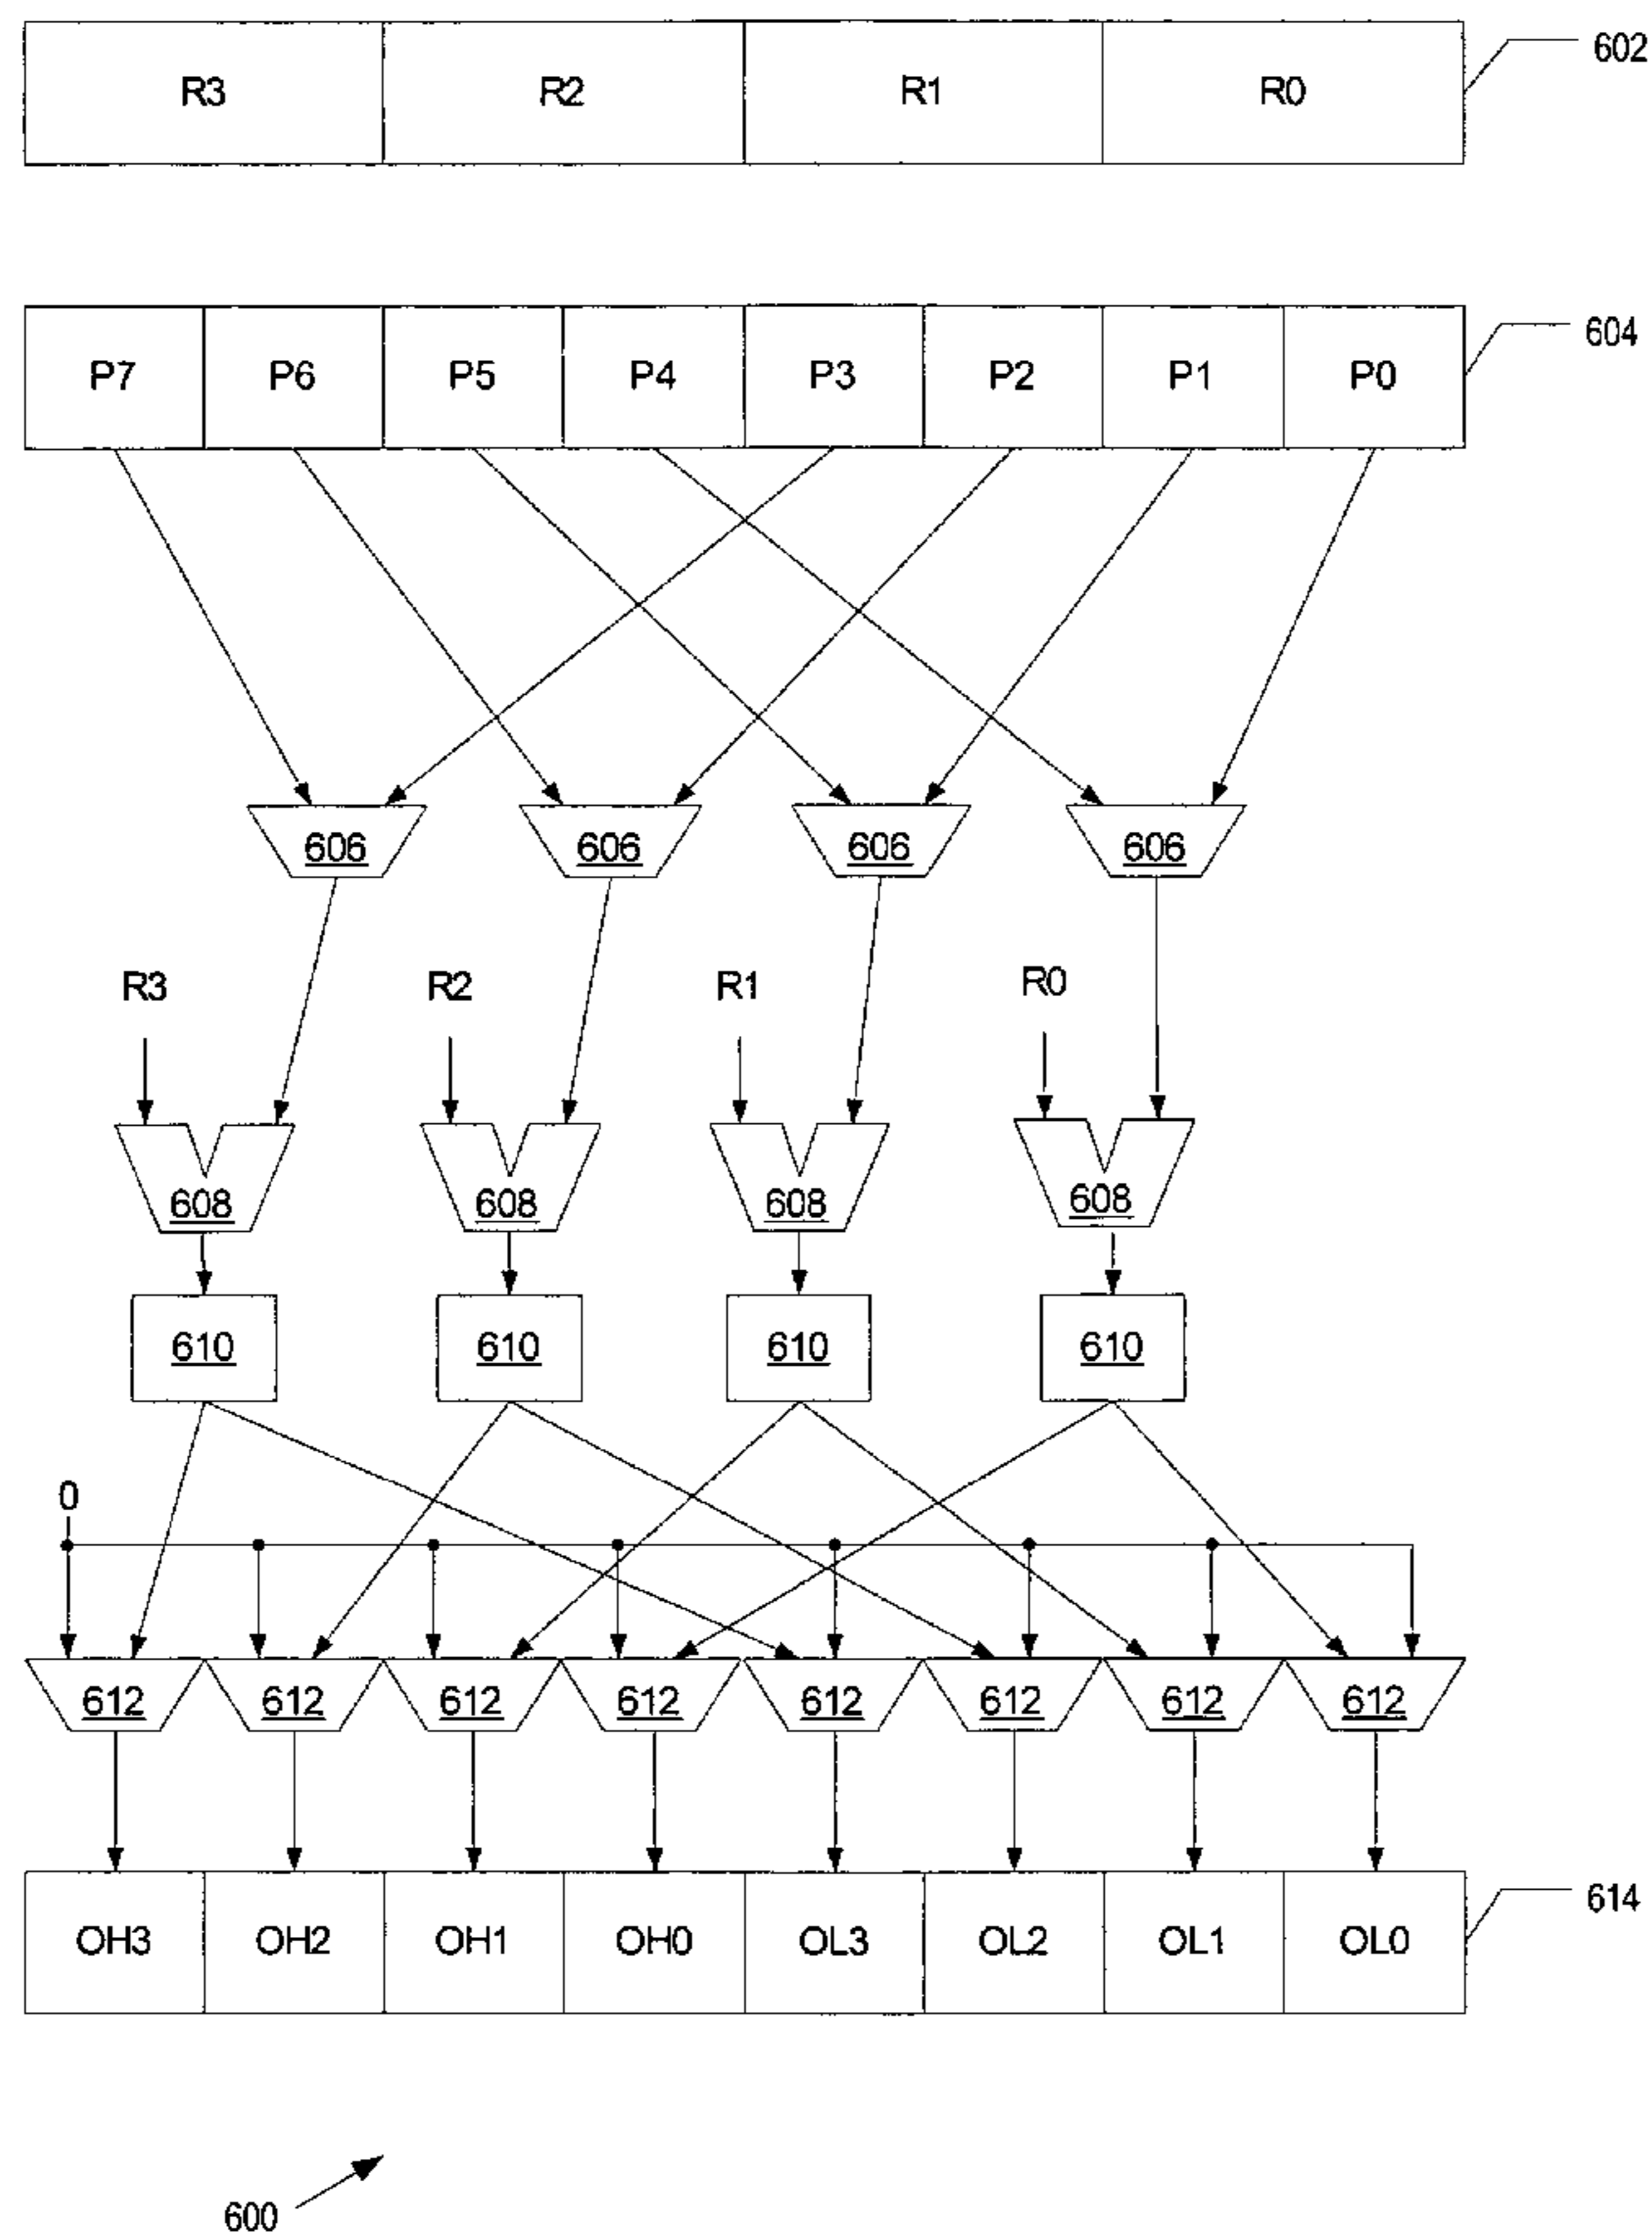 R3 R2 R1 R0 602
P7 P6 P5 P4 P3 P2 P1 P0 604
606 606 606 606
R3 R2 R1 R0
608 608 608 608
610 610 610 610
0
612 612 612 612 612 612 612 612
OH3 OH2 OH1 OH0 OL3 OL2 OL1 OL0 614
600